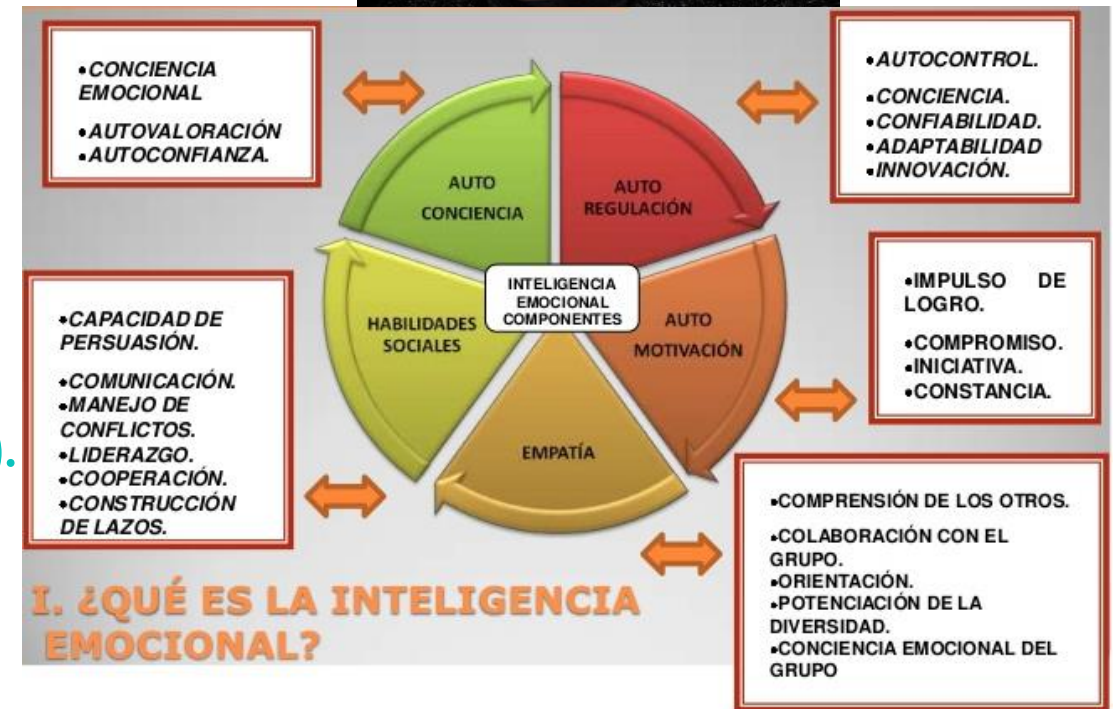 •CONCIENCIA
EMOCIONAL
•AUTOVALORACIÓN
•AUTOCONFIANZA.
•AUTOCONTROL.
•CONCIENCIA.
•CONFIABILIDAD.
•ADAPTABILIDAD
•INNOVACIÓN.
AUTO
CONCIENCIA
AUTO
REGULACIÓN
INTELIGENCIA
EMOCIONAL
COMPONENTES
HABILIDADES
SOCIALES
AUTO
MOTIVACIÓN
EMPATÍA
•IMPULSO DE
LOGRO.
•COMPROMISO.
•INICIATIVA.
•CONSTANCIA.
•CAPACIDAD DE
PERSUASIÓN.
•COMUNICACIÓN.
•MANEJO DE
CONFLICTOS.
•LIDERAZGO.
•COOPERACIÓN.
•CONSTRUCCIÓN
DE LAZOS.
).
•COMPRENSIÓN DE LOS OTROS.
•COLABORACIÓN CON EL
GRUPO.
•ORIENTACIÓN.
•POTENCIACIÓN DE LA
DIVERSIDAD.
•CONCIENCIA EMOCIONAL DEL
GRUPO
I. ¿QUÉ ES LA INTELIGENCIA
EMOCIONAL?